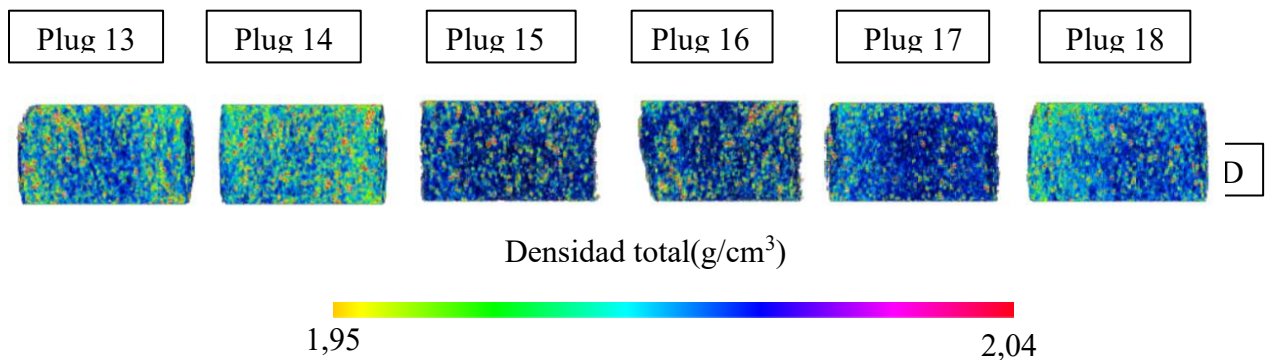 Plug 13
Plug 14
Plug 15
Plug 16
Plug 17
Plug 18
D
Densidad total(g/cm³)
1,95
2,04